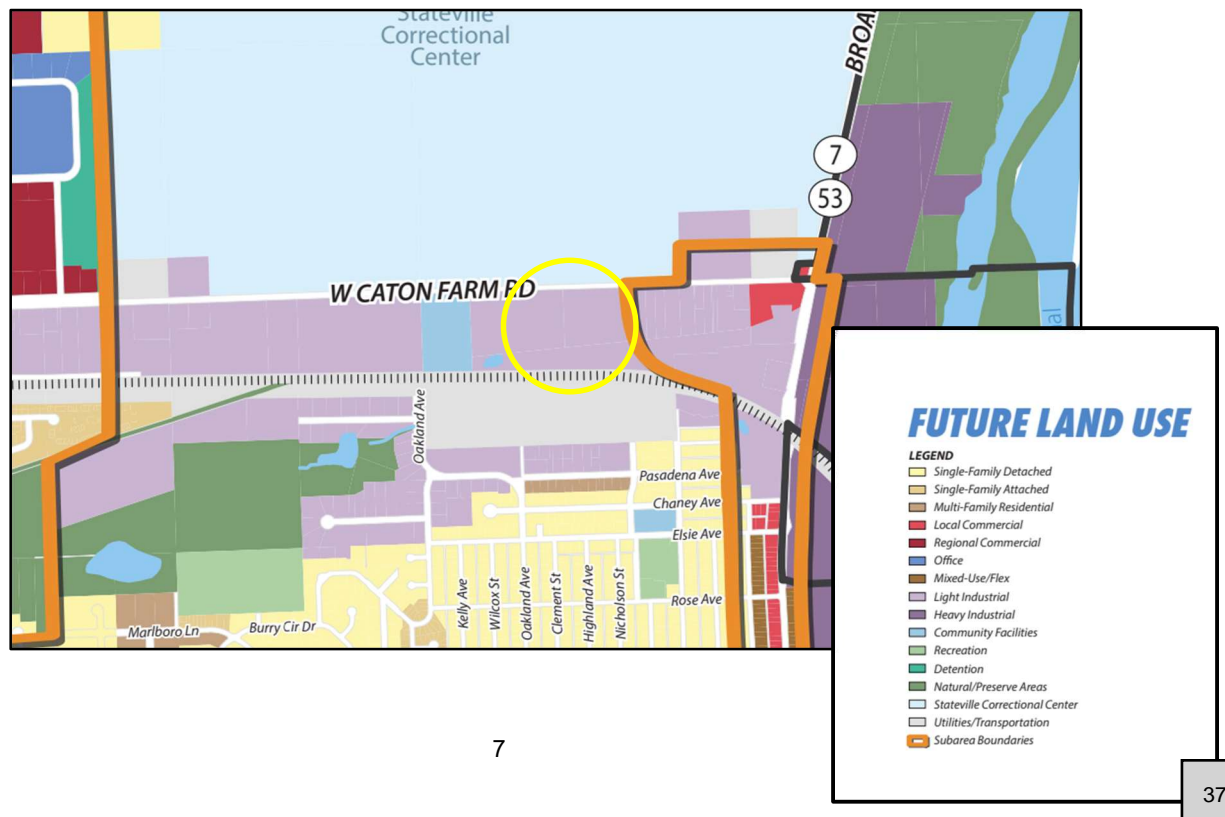 Stateville
Correctional
Center
7
53
W CATON FARM RD
Oakland Ave
Pasadena Ave
Chaney Ave
Elsie Ave
Kelly Ave
Wilcox St
Oakland Ave
Clement St
Highland Ave
Nicholson St
Rose Ave
Marlboro Ln
Burry Cir Dr
FUTURE LAND USE
LEGEND
Single-Family Detached
Single-Family Attached
Multi-Family Residential
Local Commercial
Regional Commercial
Office
Mixed-Use/Flex
Light Industrial
Heavy Industrial
Community Facilities
Recreation
Detention
Natural/Preserve Areas
Stateville Correctional Center
Utilities/Transportation
Subarea Boundaries
7
37